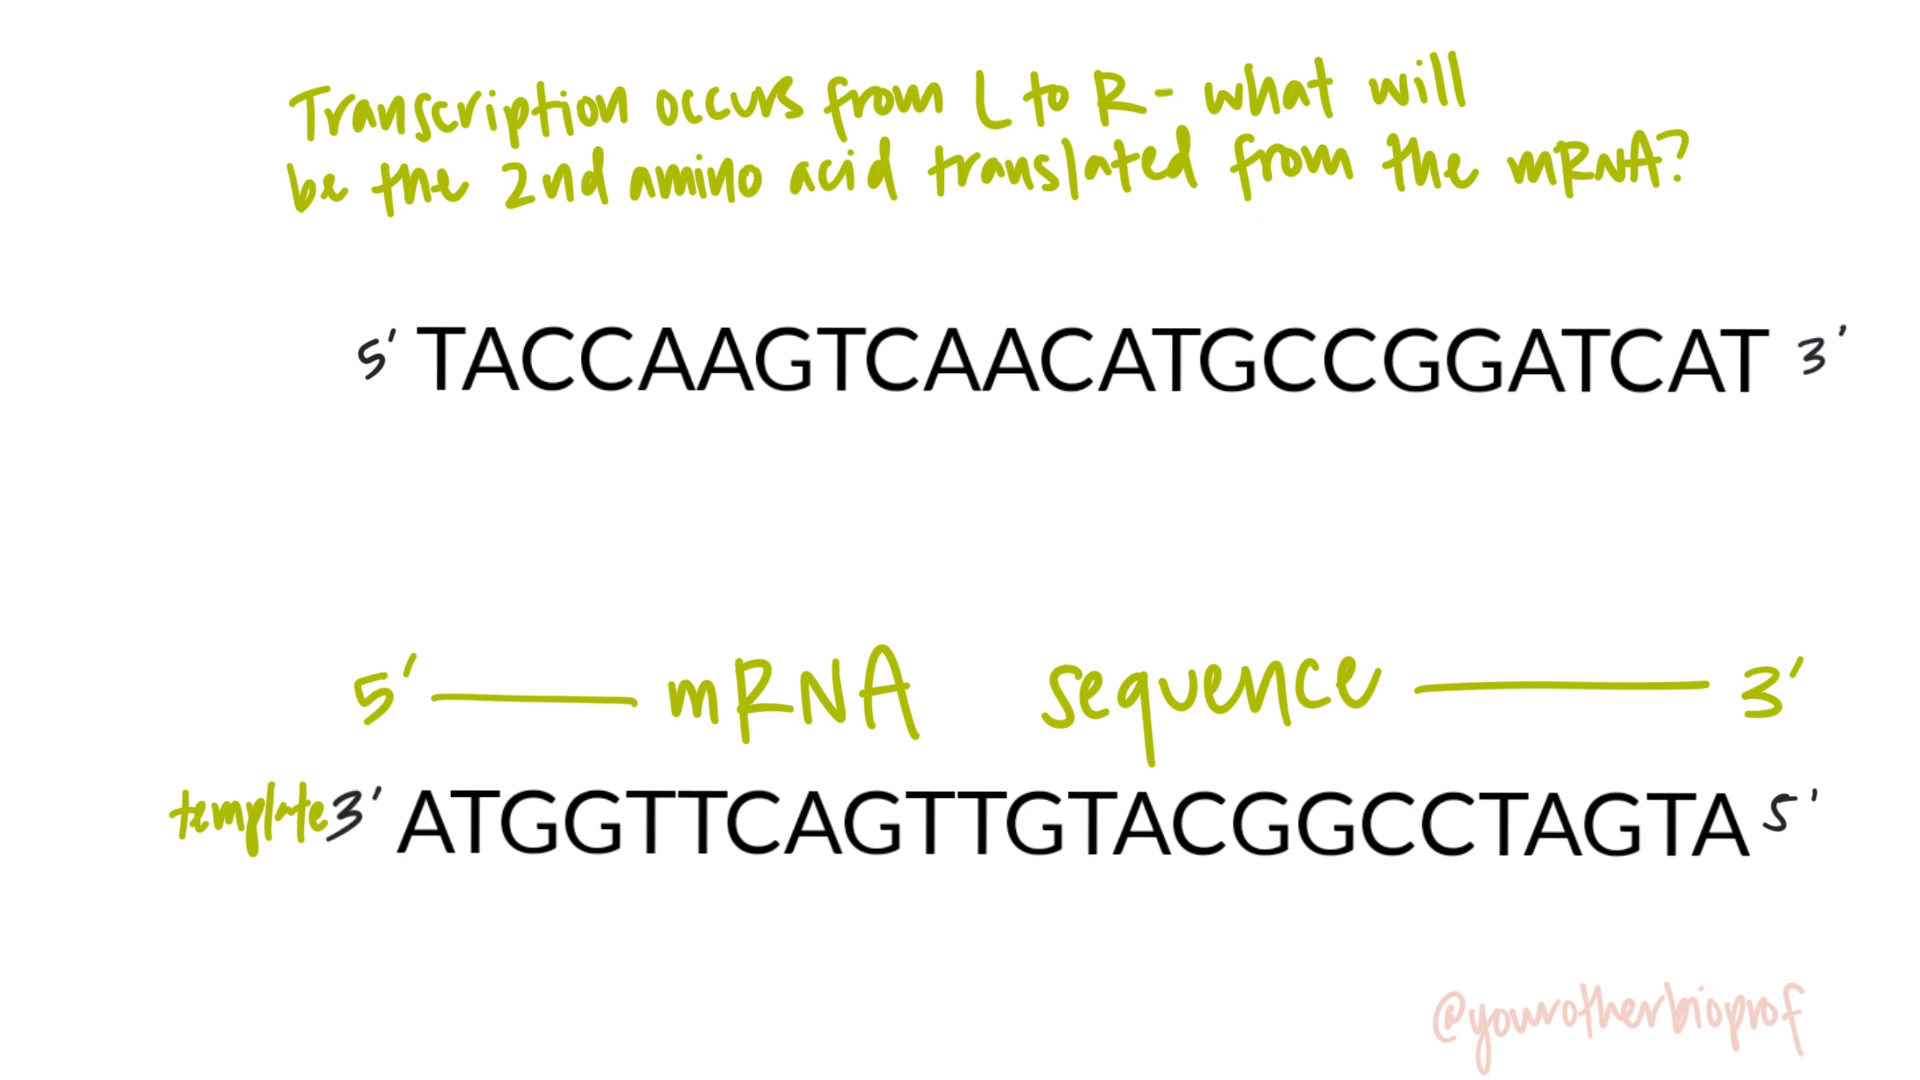 Transcription occurs from L to R - what will
be the 2nd amino acid translated from the mRNA?
5' TACCAAGTCAACATGCCGGATCAT 3'
5' — mRNA sequence — 3'
template 3' ATGGTTCAGTTGTACGGCCTAGTA 5'
@yourotherbioprof